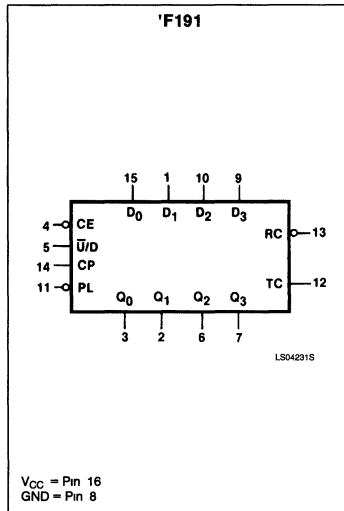 'F191
15 1 10 9
D0 D1 D2 D3
4 CE
RC 13
5 U̅/D
14 CP
TC 12
11 PL
Q0 Q1 Q2 Q3
3 2 6 7
LS04231S
VCC = Pin 16
GND = Pin 8